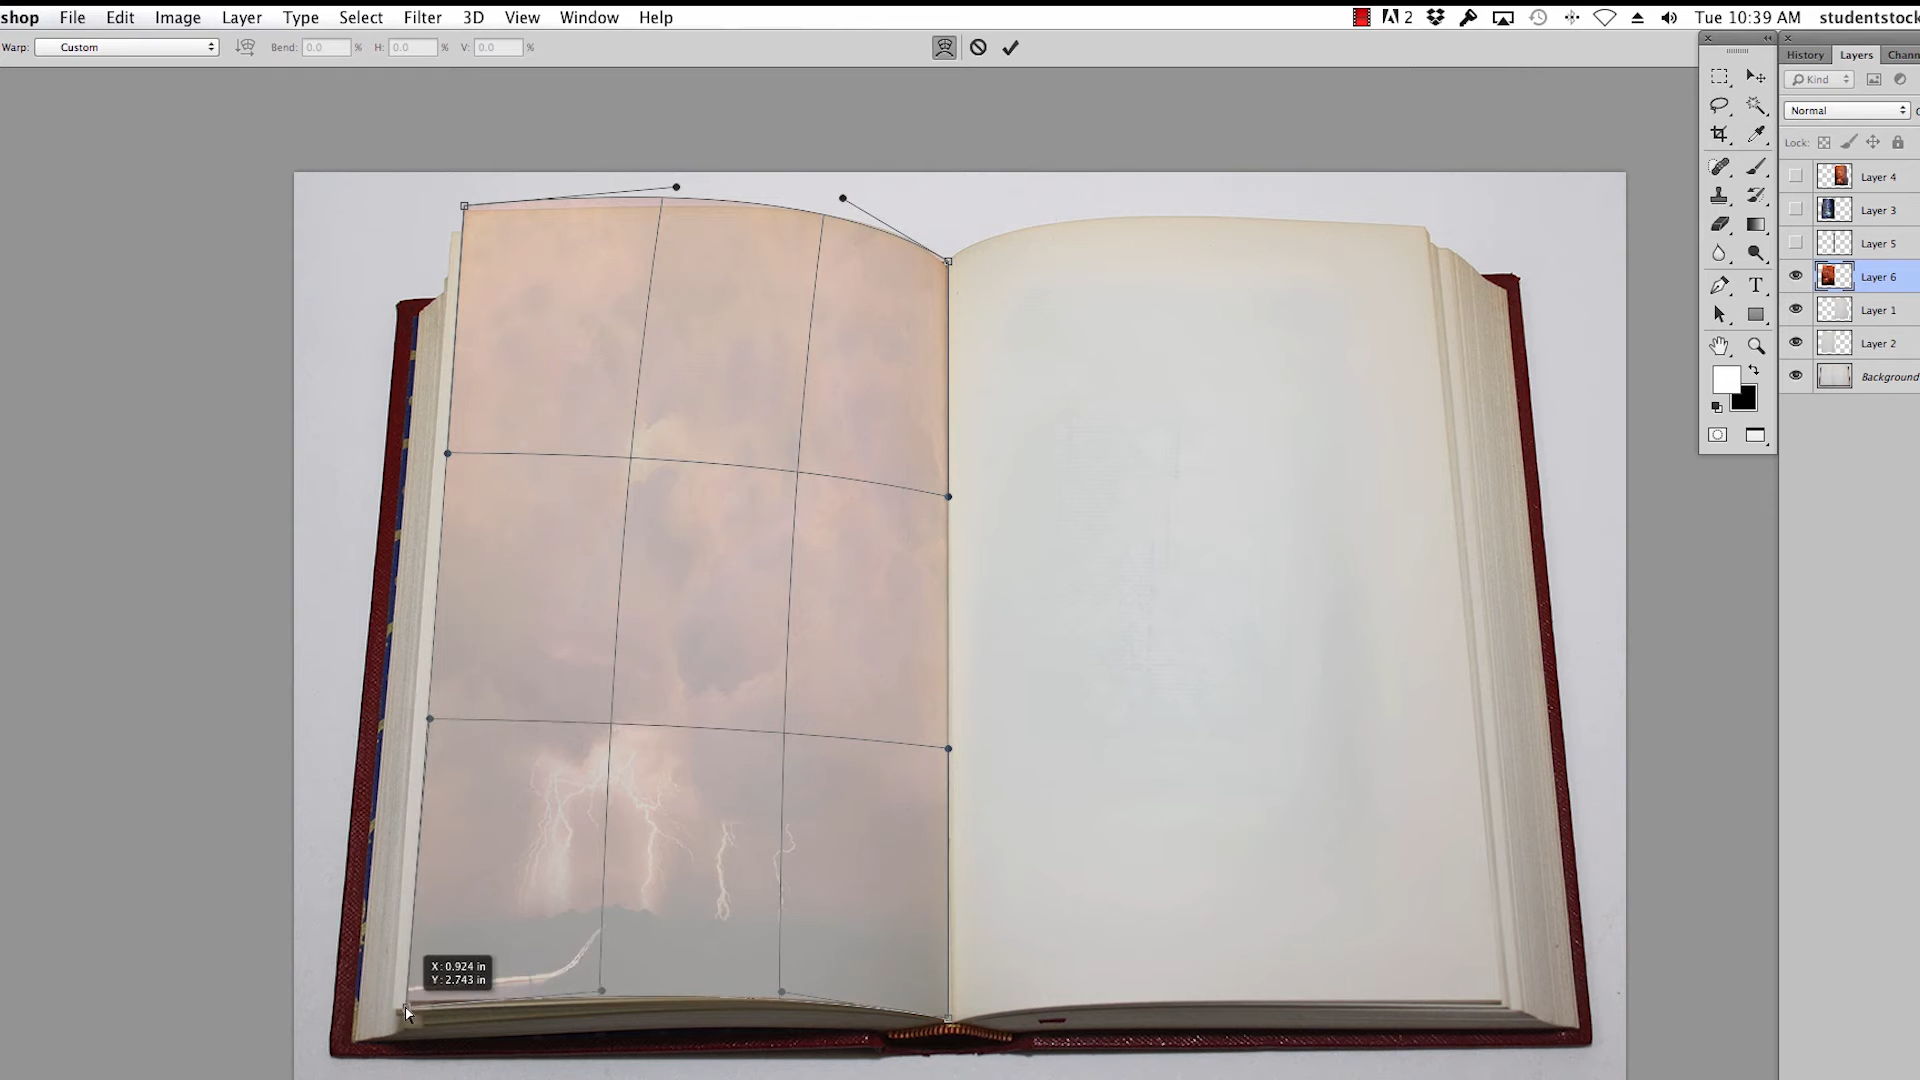 shop File Edit Image Layer Type Select Filter 3D View Window Help 2 Tue 10:39 AM studentstock
Warp: Custom Bend: 0.0 % H: 0.0 % V: 0.0 %
History Layers Chann
Kind
Normal
Lock:
Layer 4
Layer 3
Layer 5
Layer 6
Layer 1
Layer 2
Background
X: 0.924 in
Y: 2.743 in